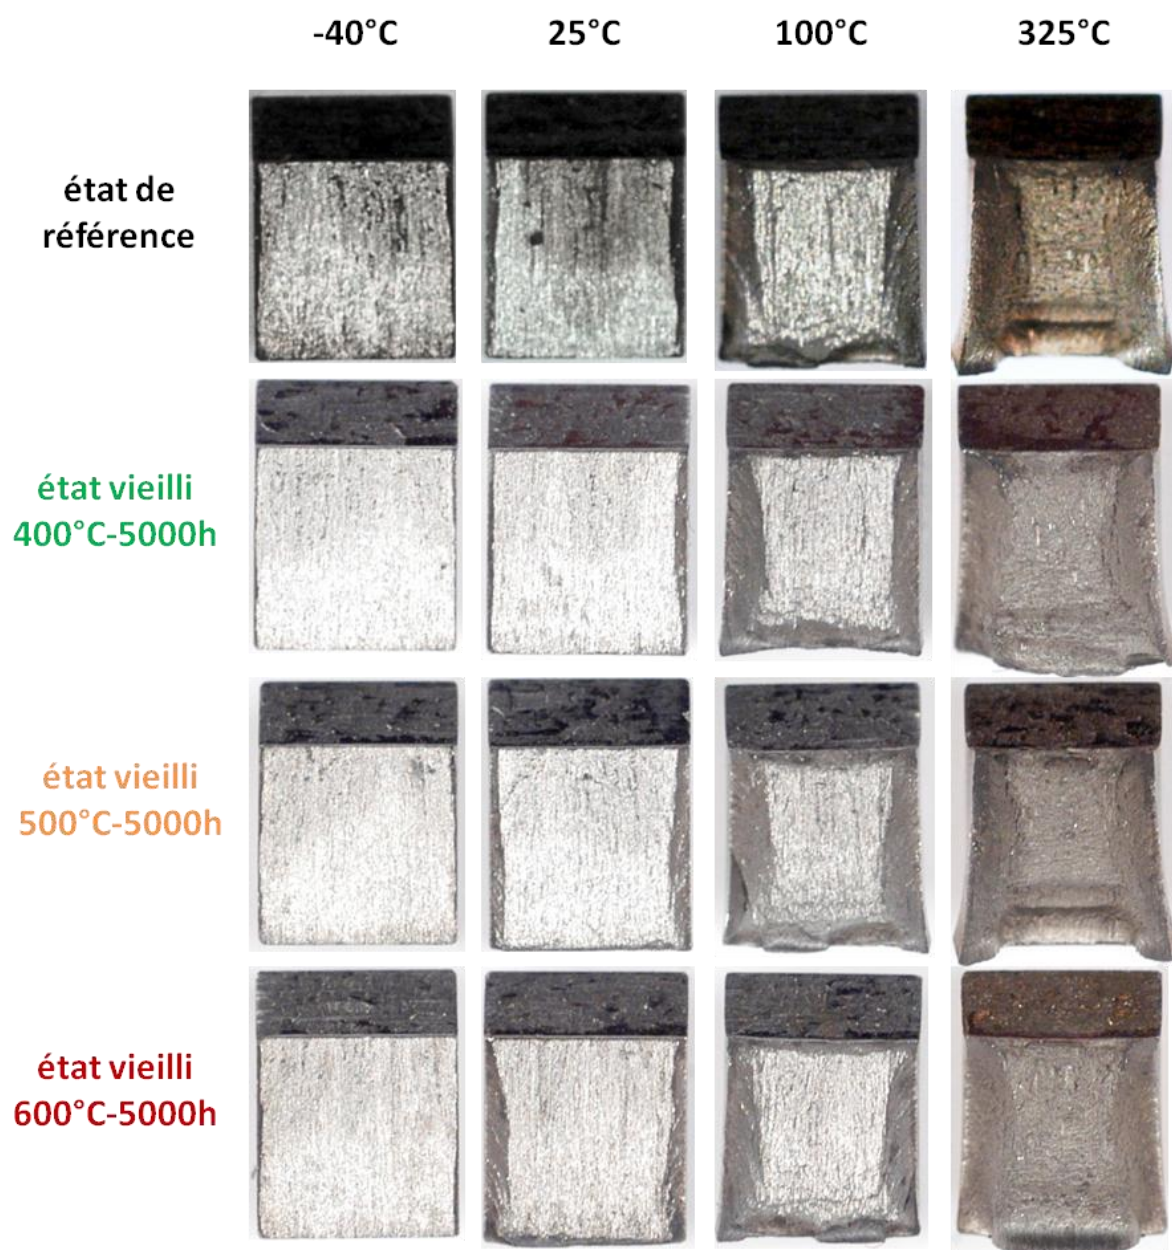 -40°C 25°C 100°C 325°C
état de
référence
état vieilli
400°C-5000h
état vieilli
500°C-5000h
état vieilli
600°C-5000h